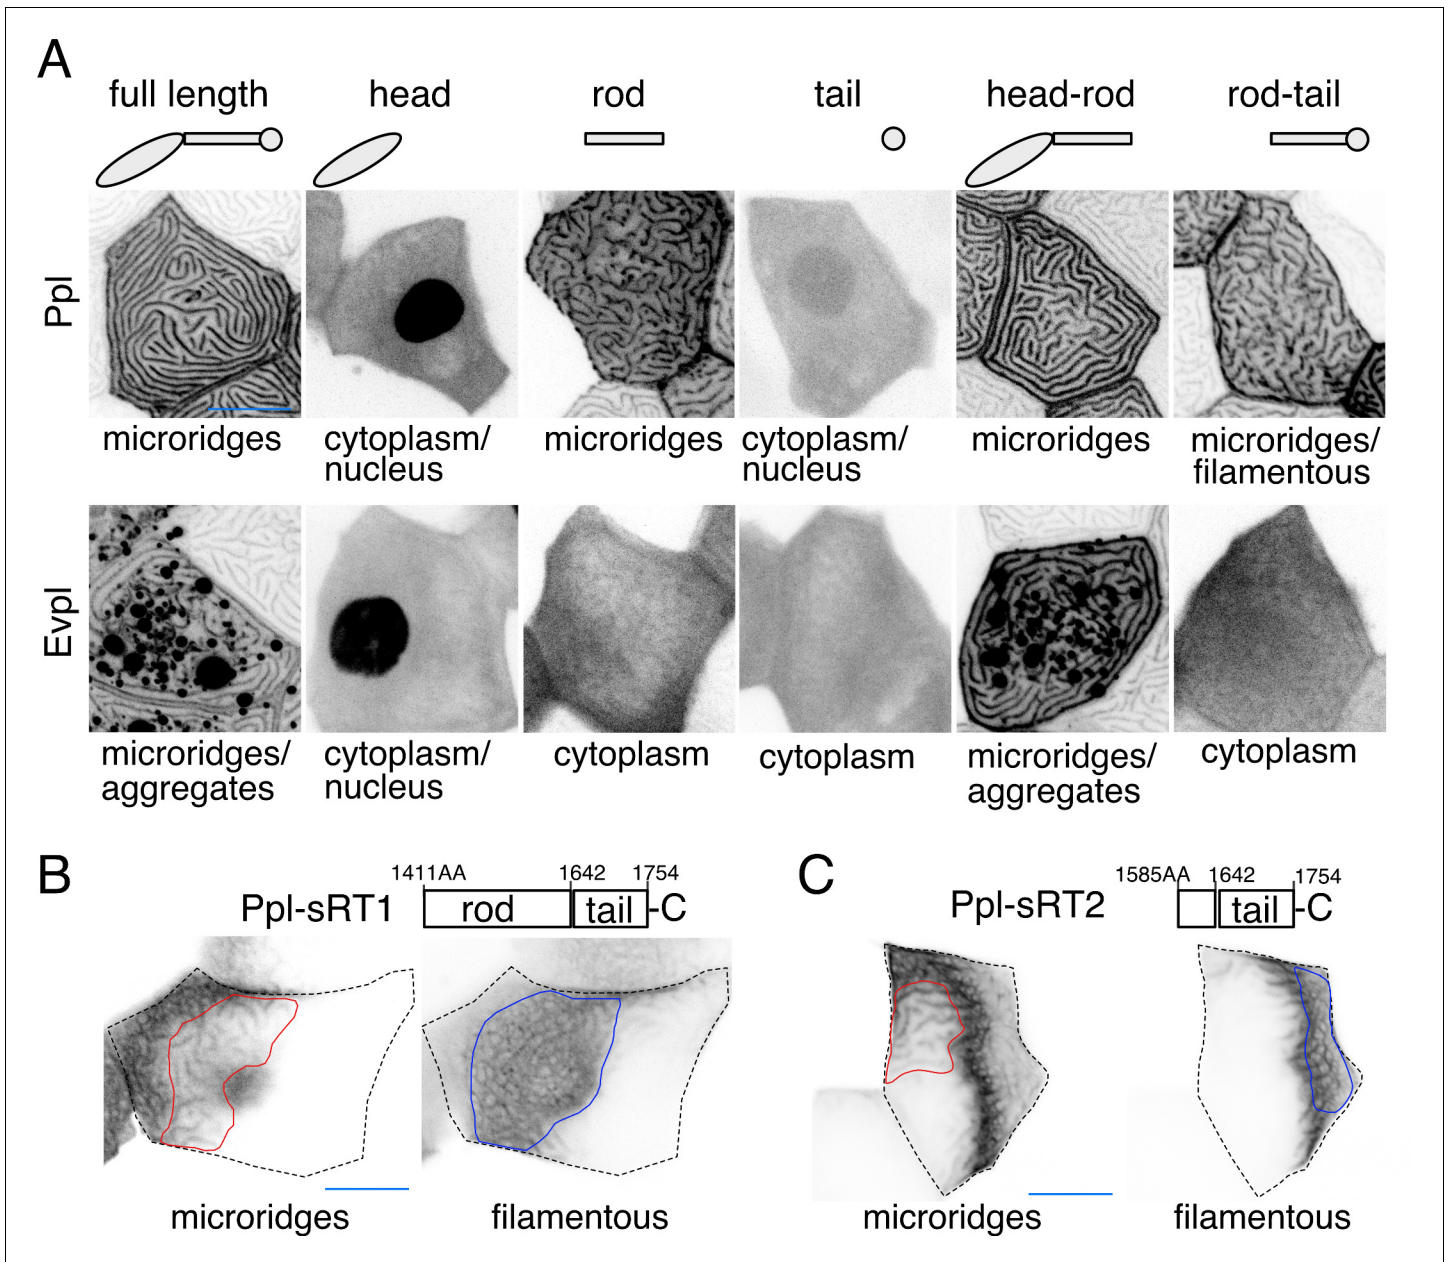 A
full length head rod tail head-rod rod-tail
Ppl
microridges cytoplasm/ microridges cytoplasm/ microridges microridges/
nucleus nucleus filamentous
Evpl
microridges/ cytoplasm/ cytoplasm cytoplasm microridges/ cytoplasm
aggregates nucleus aggregates
B
1411AA 1642 1754
Ppl-sRT1 rod tail -C
microridges filamentous
C
1585AA 1642 1754
Ppl-sRT2 tail -C
microridges filamentous